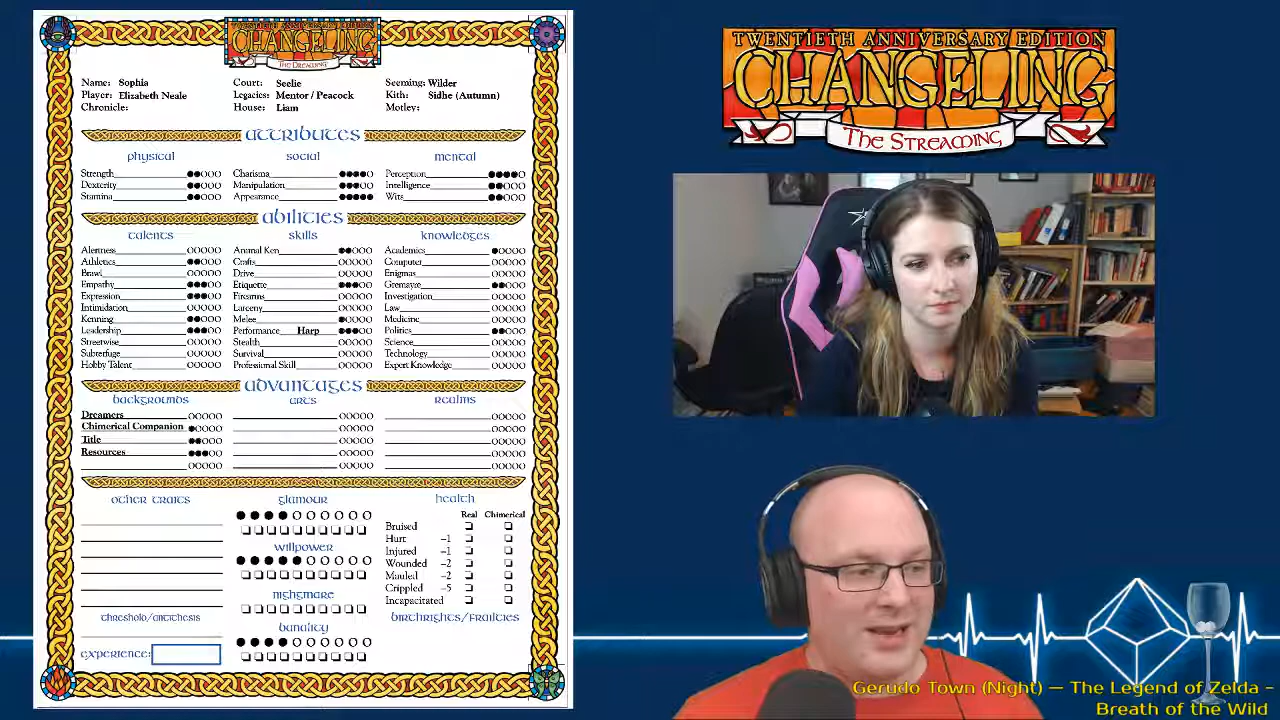 TWENTIETH ANNIVERSARY EDITION
CHANGELING
THE DREAMING
Name: Sophia Court: Seelie Seeming: Wilder
Player: Elizabeth Neale Legacies: Mentor / Peacock Kith: Sidhe (Autumn)
Chronicle: House: Liam Motley:
attributes
physical social mental
Strength Charisma Perception
Dexterity Manipulation Intelligence
Stamina Appearance Wits
abilities
talents skills knowledges
Alertness Animal Ken Academics
Athletics Crafts Computer
Brawl Drive Enigmas
Empathy Etiquette Gremayre
Expression Firearms Investigation
Intimidation Larceny Law
Kenning Melee Medicine
Leadership Performance Harp Politics
Streetwise Stealth Science
Subterfuge Survival Technology
Hobby Talent Professional Skill Expert Knowledge
advantages
backgrounds arts realms
Dreamers
Chimerical Companion
Title
Resources
other traits glamour health
Real Chimerical
Bruised
Hurt -1
willpower
Injured -1
Wounded -2
Mauled -2
Crippled -5
nightmare
Incapacitated
threshold/antithesis birthrights/frailties
banality
experience:
TWENTIETH ANNIVERSARY EDITION
CHANGELING
The Streaming
Gerudo Town (Night) — The Legend of Zelda -
Breath of the Wild